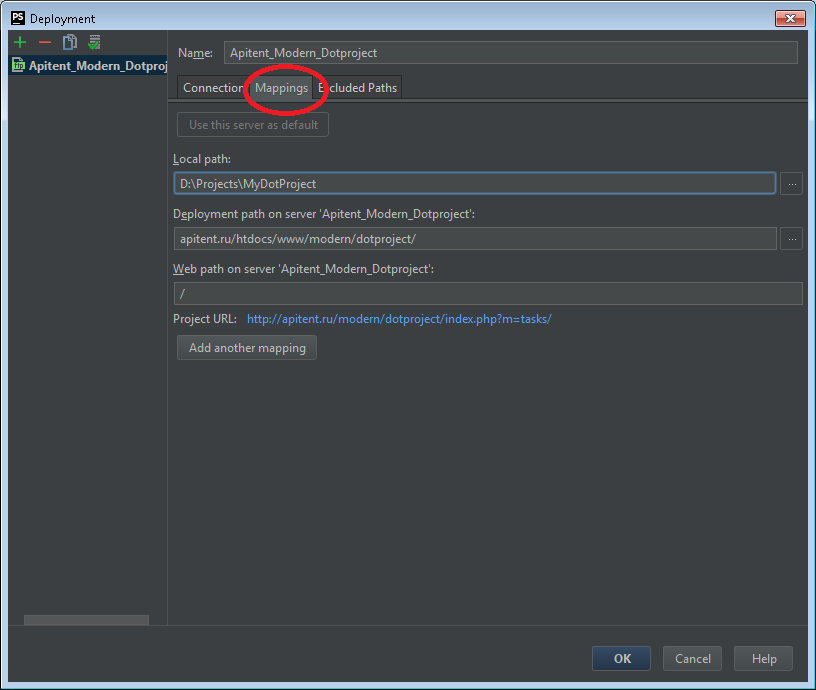 PS Deployment
Apitent_Modern_Dotproj
Name: Apitent_Modern_Dotproject
Connection Mappings Excluded Paths
Use this server as default
Local path:
D:\Projects\MyDotProject
...
Deployment path on server 'Apitent_Modern_Dotproject':
apitent.ru/htdocs/www/modern/dotproject/
...
Web path on server 'Apitent_Modern_Dotproject':
/
Project URL: http://apitent.ru/modern/dotproject/index.php?m=tasks/
Add another mapping
OK Cancel Help